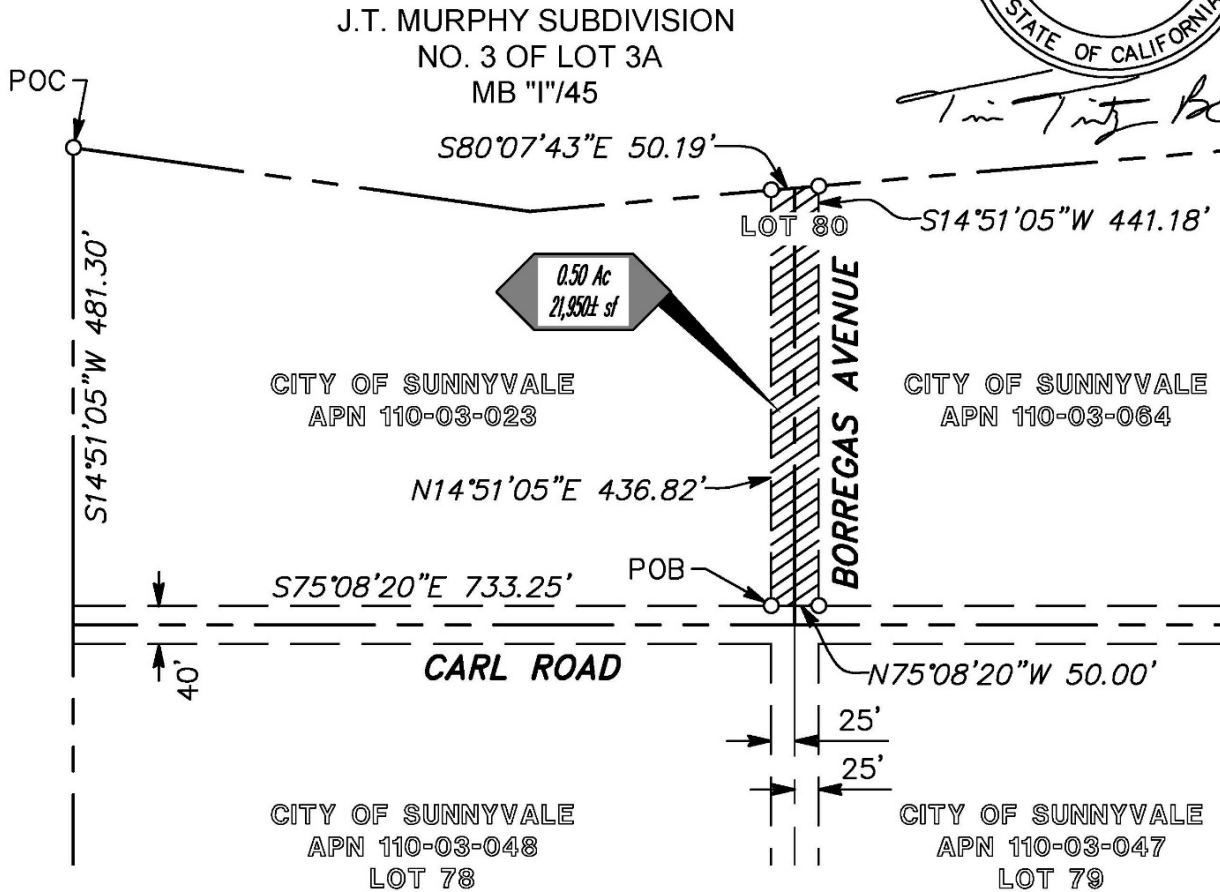 J.T. MURPHY SUBDIVISION
NO. 3 OF LOT 3A
MB "I"/45
STATE OF CALIFORNIA
POC
S80°07'43"E 50.19'
LOT 80
S14°51'05"W 441.18'
0.50 Ac
21,950± sf
S14°51'05"W 481.30'
CITY OF SUNNYVALE
APN 110-03-023
BORREGAS AVENUE
CITY OF SUNNYVALE
APN 110-03-064
N14°51'05"E 436.82'
POB
S75°08'20"E 733.25'
40'
CARL ROAD
N75°08'20"W 50.00'
25'
25'
CITY OF SUNNYVALE
APN 110-03-048
LOT 78
CITY OF SUNNYVALE
APN 110-03-047
LOT 79